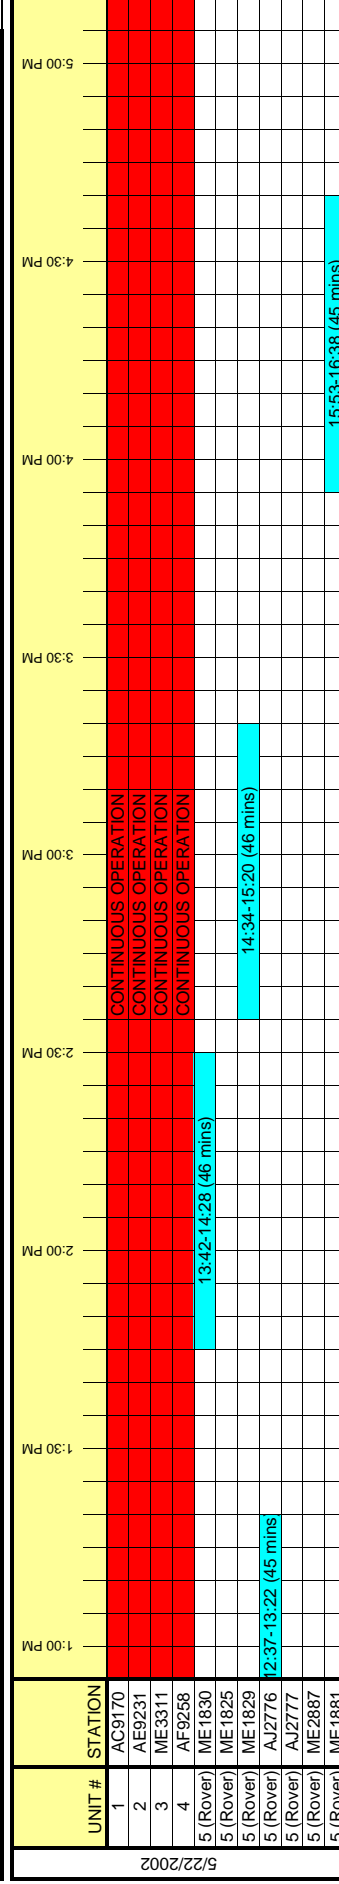 5/22/2002
UNIT # STATION 1:00 PM 1:30 PM 2:00 PM 2:30 PM 3:00 PM 3:30 PM 4:00 PM 4:30 PM 5:00 PM
1 AC9170 CONTINUOUS OPERATION
2 AE9231 CONTINUOUS OPERATION
3 ME3311 CONTINUOUS OPERATION
4 AF9258 CONTINUOUS OPERATION
5 (Rover) ME1830 13:42-14:28 (46 mins)
5 (Rover) ME1825
5 (Rover) ME1829 14:34-15:20 (46 mins)
5 (Rover) AJ2776 12:37-13:22 (45 mins)
5 (Rover) AJ2777
5 (Rover) ME2887
5 (Rover) ME1881 15:53-16:38 (45 mins)